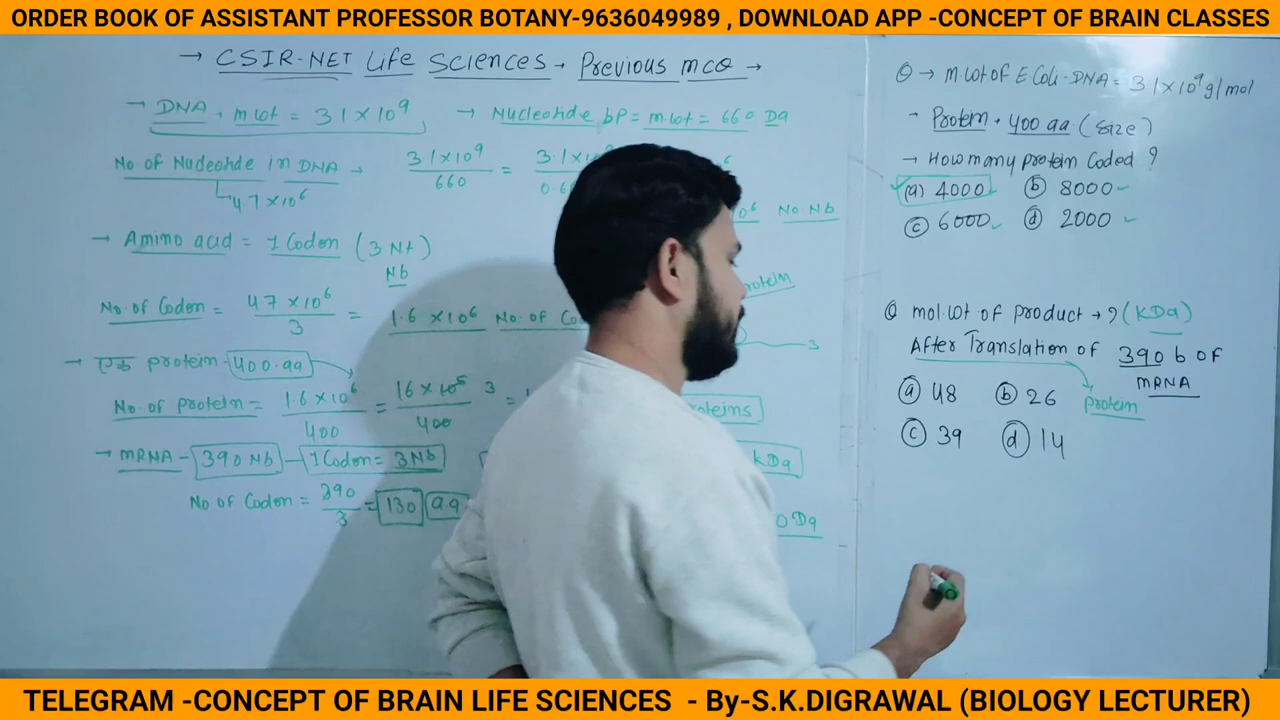 ORDER BOOK OF ASSISTANT PROFESSOR BOTANY-9636049989 , DOWNLOAD APP -CONCEPT OF BRAIN CLASSES
→ CSIR-NET Life Sciences → Previous mcq →
→ DNA → m.wt = 3.1 × 10⁹ → Nucleotide bP = m.wt = 660 Da
No of Nucleotide in DNA → 3.1×10⁹ / 660 = 3.1×10
4.7 × 10⁶
10⁶ No. Nb
→ Amino acid = 1 Codon (3 Nt)
Nb
No. of Codon = 4.7 × 10⁶ / 3 = 1.6 × 10⁶ No. of
→ एक protein - 400.aa
No. of protein = 1.6 × 10⁶ / 400 = 16 × 10⁵ / 400 =
→ mRNA - 390 Nb - 1 Codon = 3 Nb
KDa
No of Codon = 390 / 3 = 130 a.a
0 Da
Q → m.wt of E.Coli - DNA = 3.1×10⁹ g/mol
→ Protein → 400 aa (Size)
→ How many protein Coded ?
(a) 4000 (b) 8000
(c) 6000 (d) 2000
Q mol.wt of product → ? (KDa)
After Translation of 390 b of
mRNA
(a) 48 (b) 26 protein
(c) 39 (d) 14
TELEGRAM -CONCEPT OF BRAIN LIFE SCIENCES - By-S.K.DIGRAWAL (BIOLOGY LECTURER)